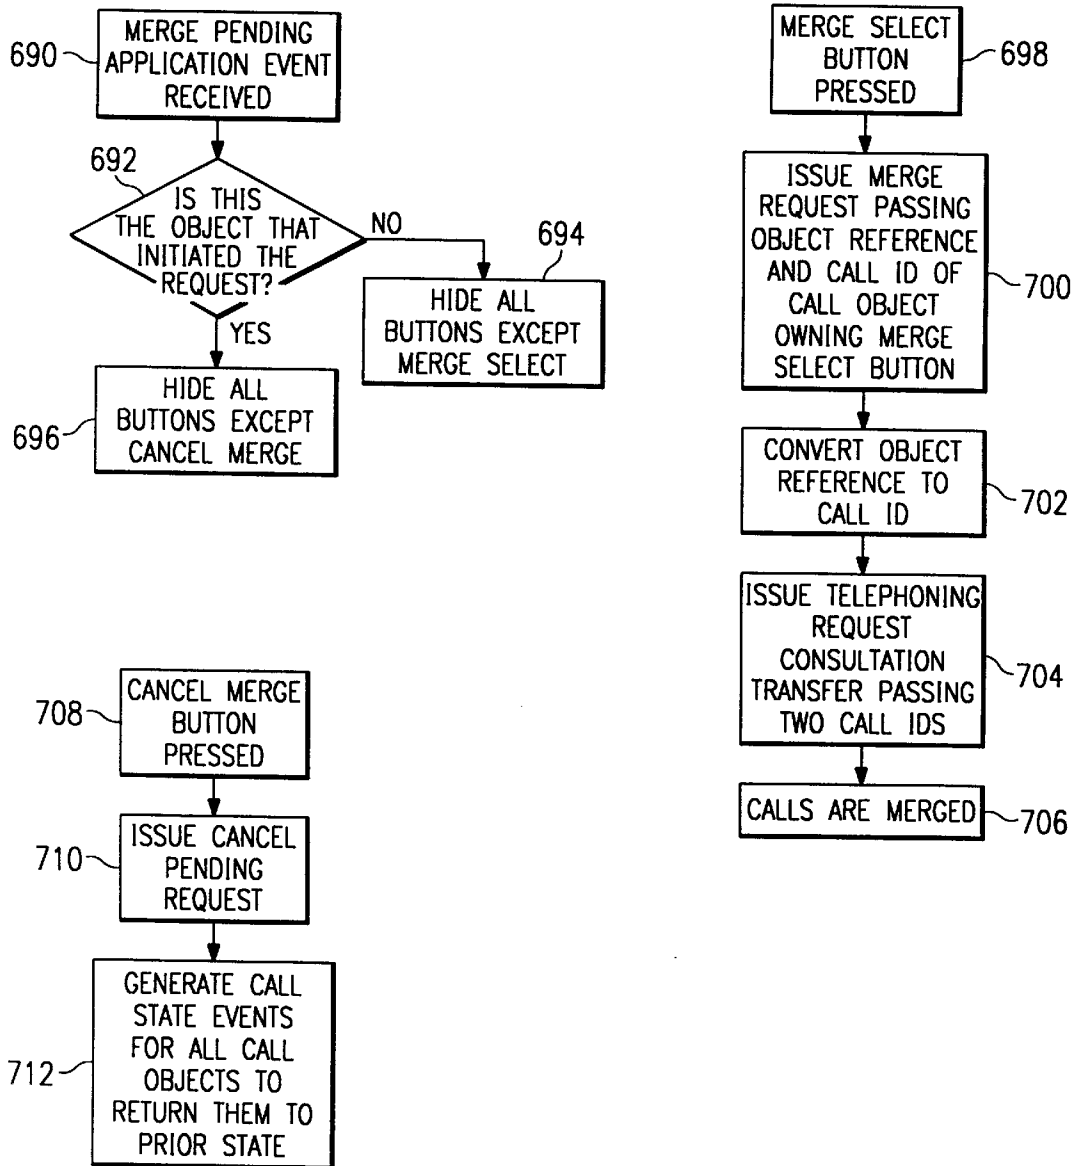 690
MERGE PENDING
APPLICATION EVENT
RECEIVED
692
IS THIS
THE OBJECT THAT
INITIATED THE
REQUEST?
NO
694
HIDE ALL
BUTTONS EXCEPT
MERGE SELECT
YES
696
HIDE ALL
BUTTONS EXCEPT
CANCEL MERGE
708
CANCEL MERGE
BUTTON
PRESSED
710
ISSUE CANCEL
PENDING
REQUEST
712
GENERATE CALL
STATE EVENTS
FOR ALL CALL
OBJECTS TO
RETURN THEM TO
PRIOR STATE
MERGE SELECT
BUTTON
PRESSED
698
ISSUE MERGE
REQUEST PASSING
OBJECT REFERENCE
AND CALL ID OF
CALL OBJECT
OWNING MERGE
SELECT BUTTON
700
CONVERT OBJECT
REFERENCE TO
CALL ID
702
ISSUE TELEPHONING
REQUEST
CONSULTATION
TRANSFER PASSING
TWO CALL IDS
704
CALLS ARE MERGED
706